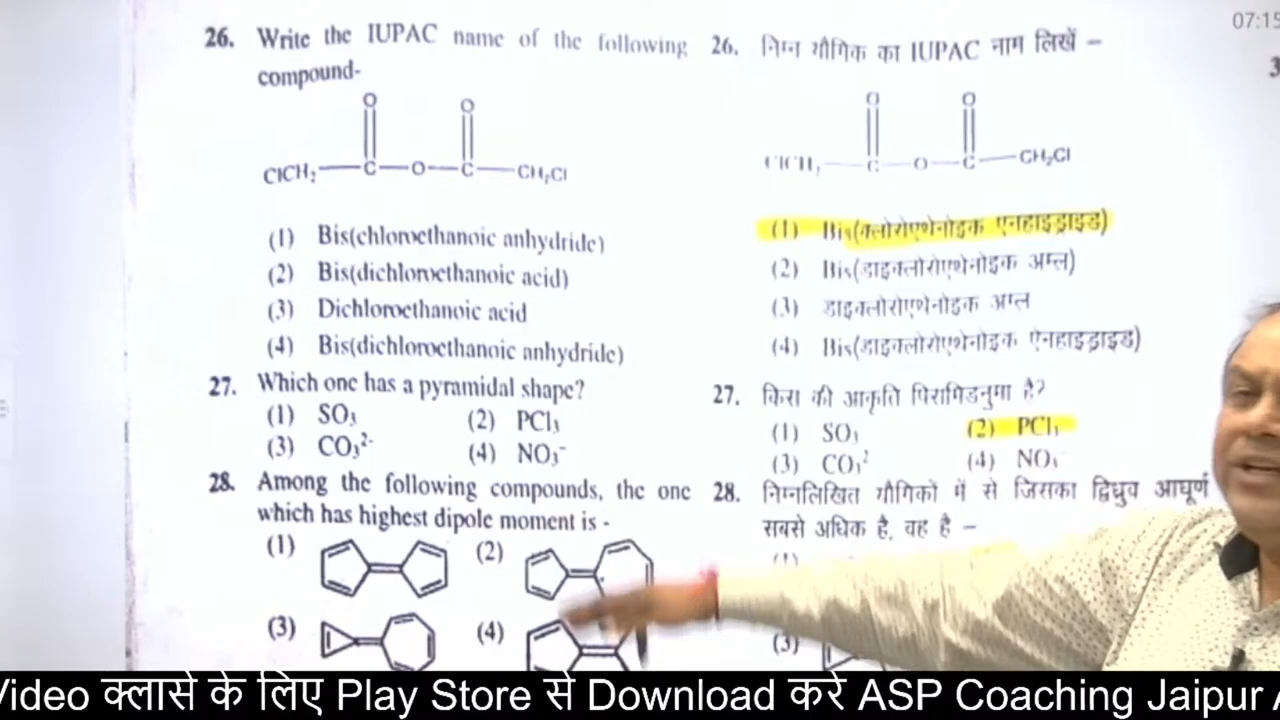 07:15
26. Write the IUPAC name of the following compound-
O O
ClCH₂—C—O—C—CH₂Cl
(1) Bis(chloroethanoic anhydride)
(2) Bis(dichloroethanoic acid)
(3) Dichloroethanoic acid
(4) Bis(dichloroethanoic anhydride)
27. Which one has a pyramidal shape?
(1) SO₃ (2) PCl₃
(3) CO₃²⁻ (4) NO₃⁻
28. Among the following compounds, the one
which has highest dipole moment is -
(1) (2)
(3) (4)
26. निम्न यौगिक का IUPAC नाम लिखें –
O O
ClCH₂—C—O—C—CH₂Cl
(1) Bis(क्लोरोएथेनोइक एनहाइड्राइड)
(2) Bis(डाइक्लोरोएथेनोइक अम्ल)
(3) डाइक्लोरोएथेनोइक अम्ल
(4) Bis(डाइक्लोरोएथेनोइक ऐनहाइड्राइड)
27. किस की आकृति पिरामिडनुमा है?
(1) SO₃ (2) PCl₃
(3) CO₃² (4) NO₃
28. निम्नलिखित यौगिकों में से जिसका द्विध्रुव आघूर्ण
सबसे अधिक है, वह है –
(1)
(3)
3
Video क्लासे के लिए Play Store से Download करे ASP Coaching Jaipur